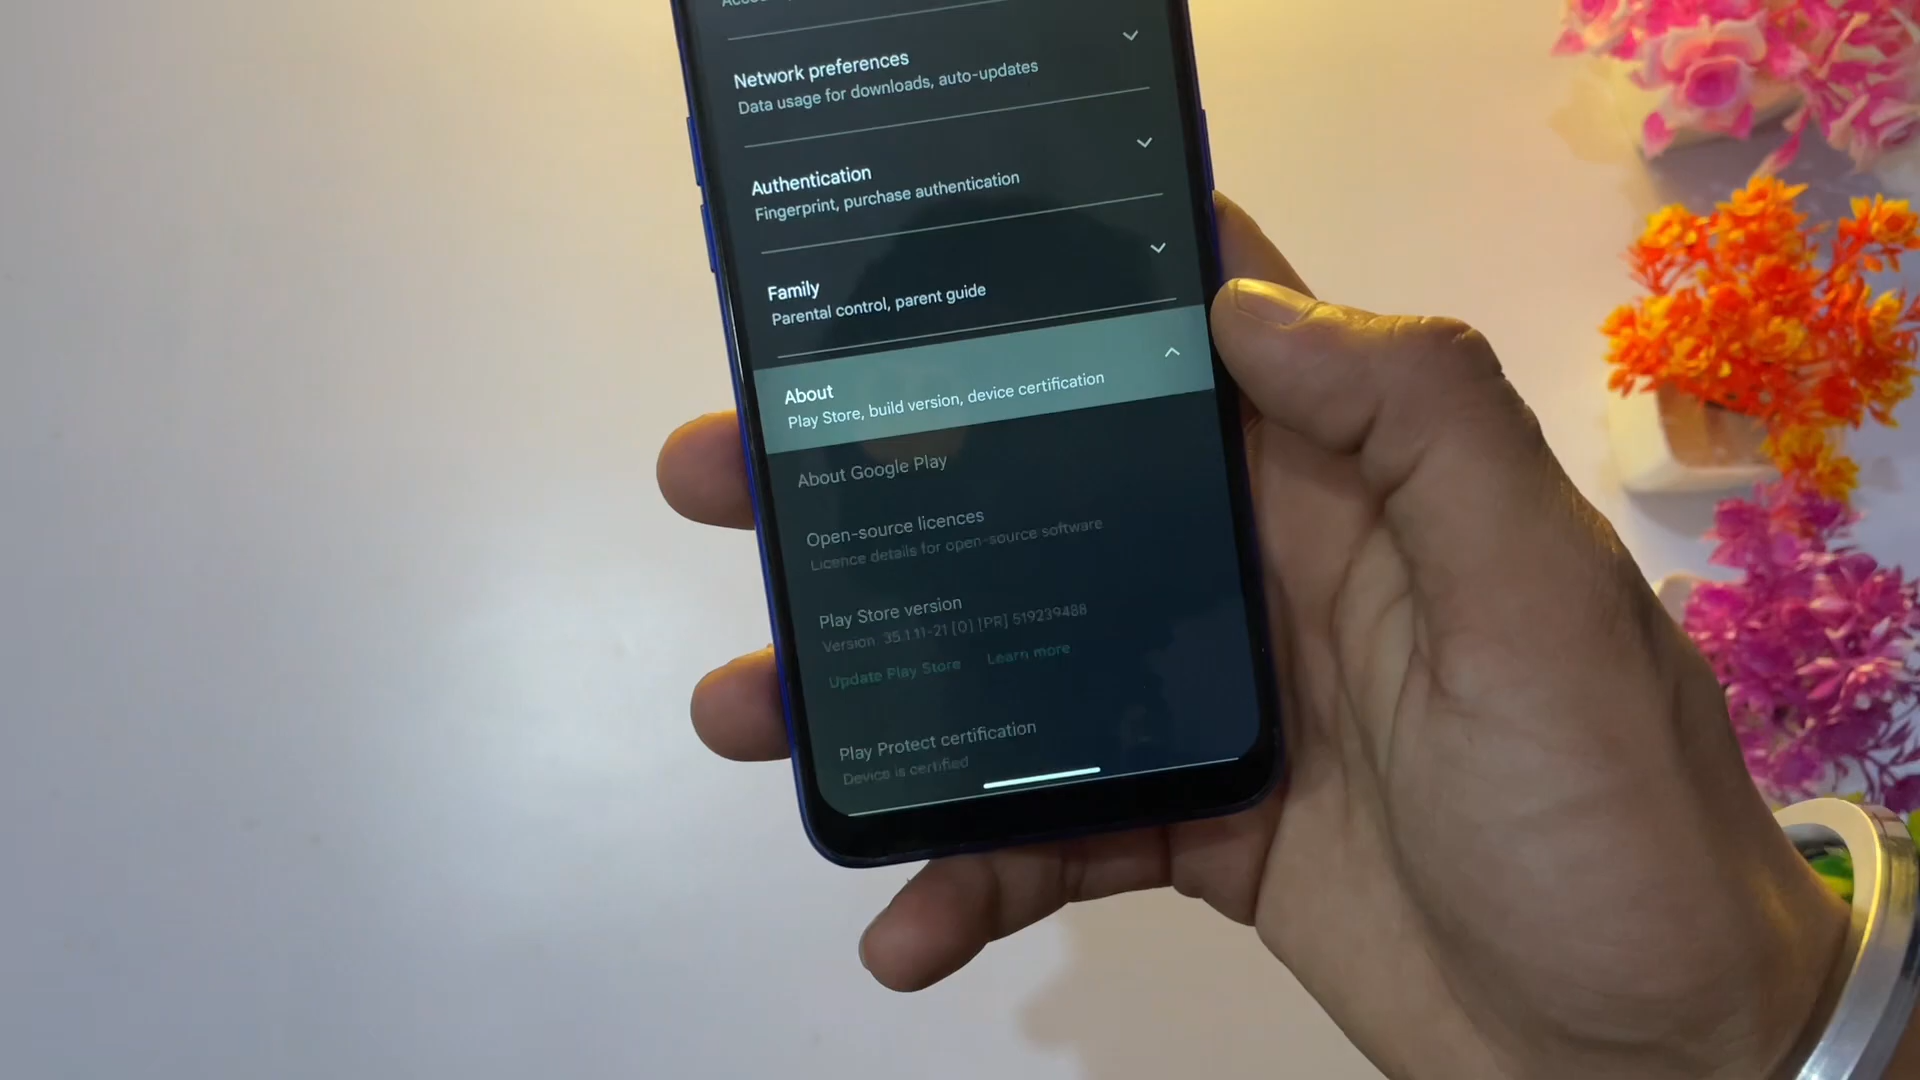 Network preferences
Data usage for downloads, auto-updates
Authentication
Fingerprint, purchase authentication
Family
Parental control, parent guide
About
Play Store, build version, device certification
About Google Play
Open-source licences
Licence details for open-source software
Play Store version
Version 35.1.11-21 [0] [PR] 519239488
Update Play Store Learn more
Play Protect certification
Device is certified